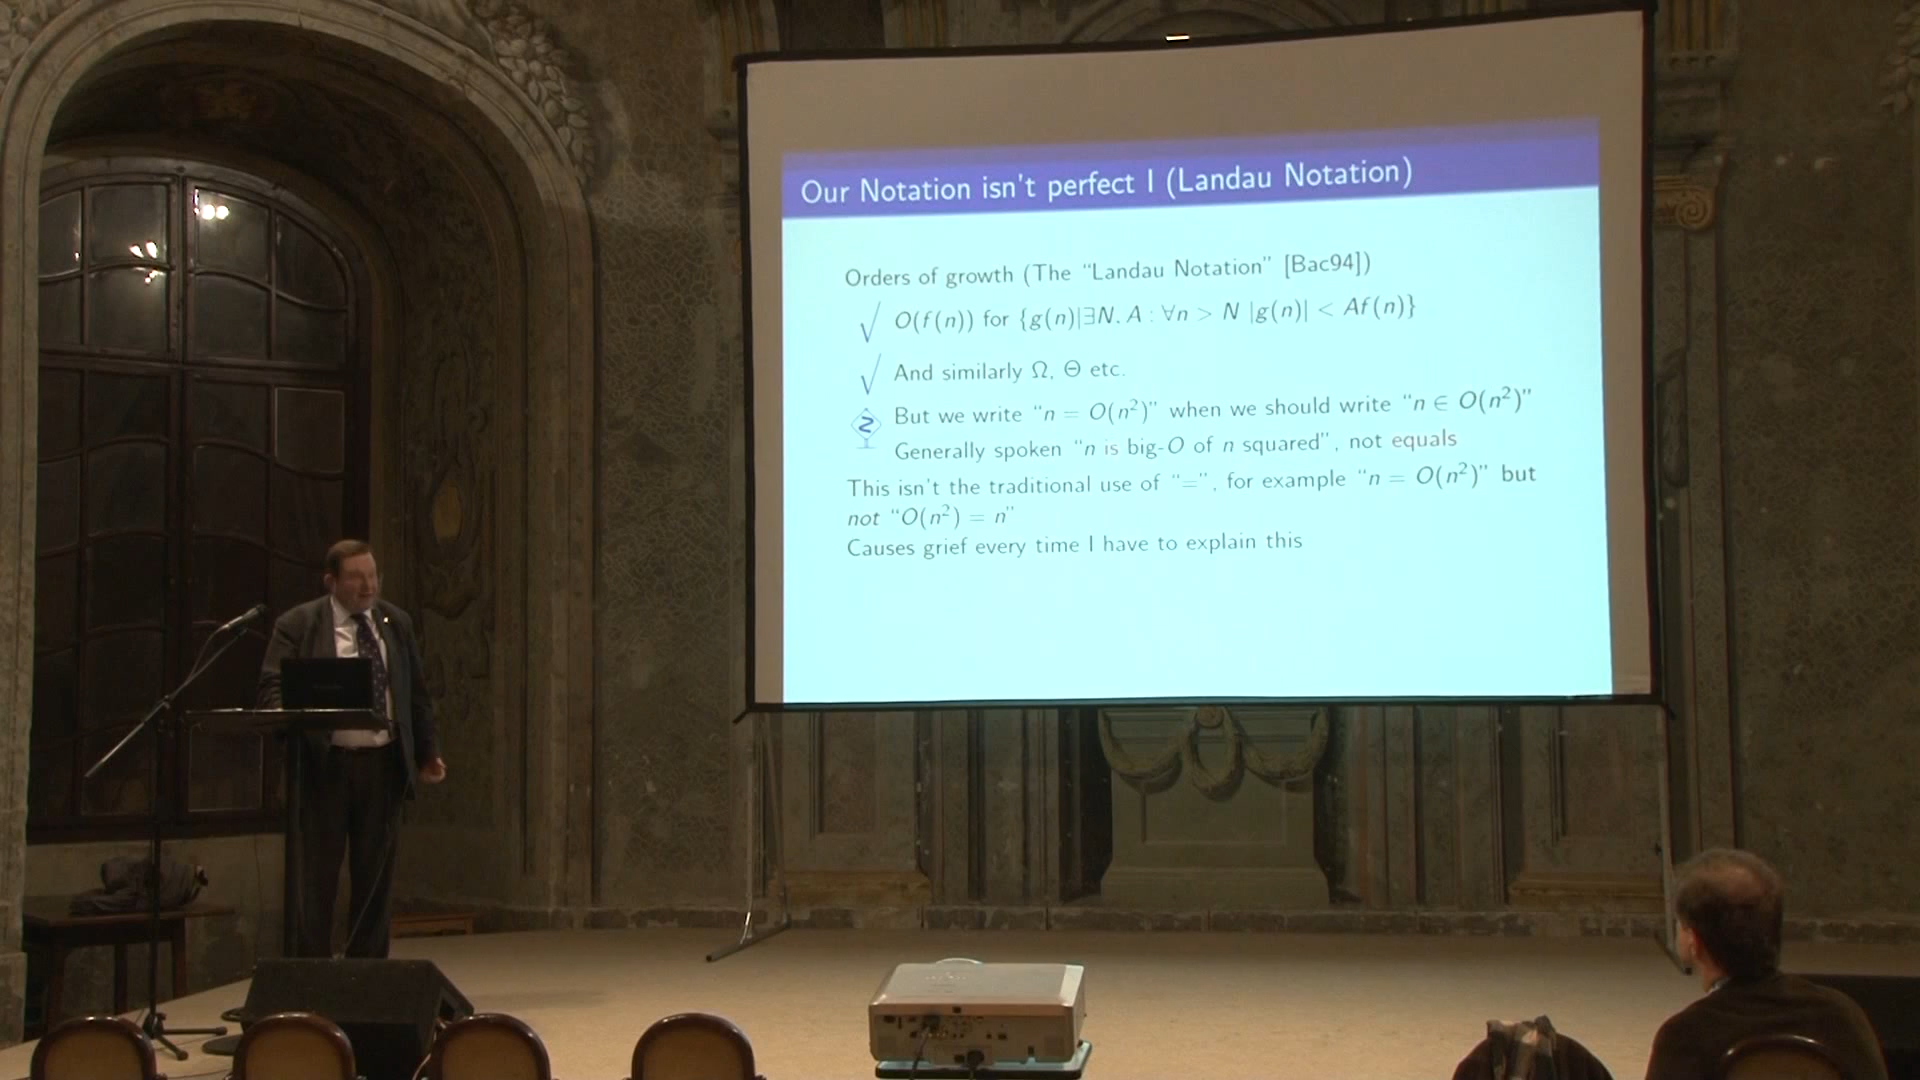 Our Notation isn't perfect I (Landau Notation)
Orders of growth (The “Landau Notation” [Bac94])
√ O(f(n)) for {g(n)|∃N, A : ∀n > N |g(n)| < Af(n)}
√ And similarly Ω, Θ etc.
But we write “n = O(n²)” when we should write “n ∈ O(n²)”
Generally spoken “n is big-O of n squared”, not equals
This isn't the traditional use of “=”, for example “n = O(n²)” but
not “O(n²) = n”
Causes grief every time I have to explain this